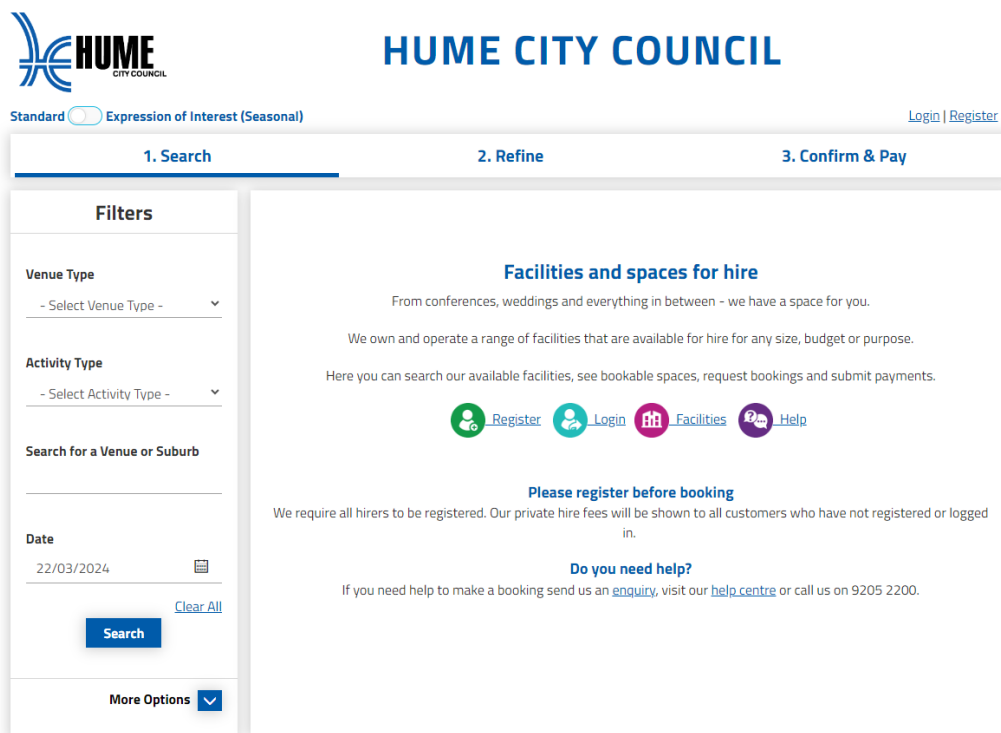 HUME
CITY COUNCIL
HUME CITY COUNCIL
Standard Expression of Interest (Seasonal)
Login | Register
1. Search
2. Refine
3. Confirm & Pay
Filters
Venue Type
- Select Venue Type -
Activity Type
- Select Activity Type -
Search for a Venue or Suburb
Date
22/03/2024
Clear All
Search
More Options
Facilities and spaces for hire
From conferences, weddings and everything in between - we have a space for you.
We own and operate a range of facilities that are available for hire for any size, budget or purpose.
Here you can search our available facilities, see bookable spaces, request bookings and submit payments.
Register Login Facilities Help
Please register before booking
We require all hirers to be registered. Our private hire fees will be shown to all customers who have not registered or logged
in.
Do you need help?
If you need help to make a booking send us an enquiry, visit our help centre or call us on 9205 2200.